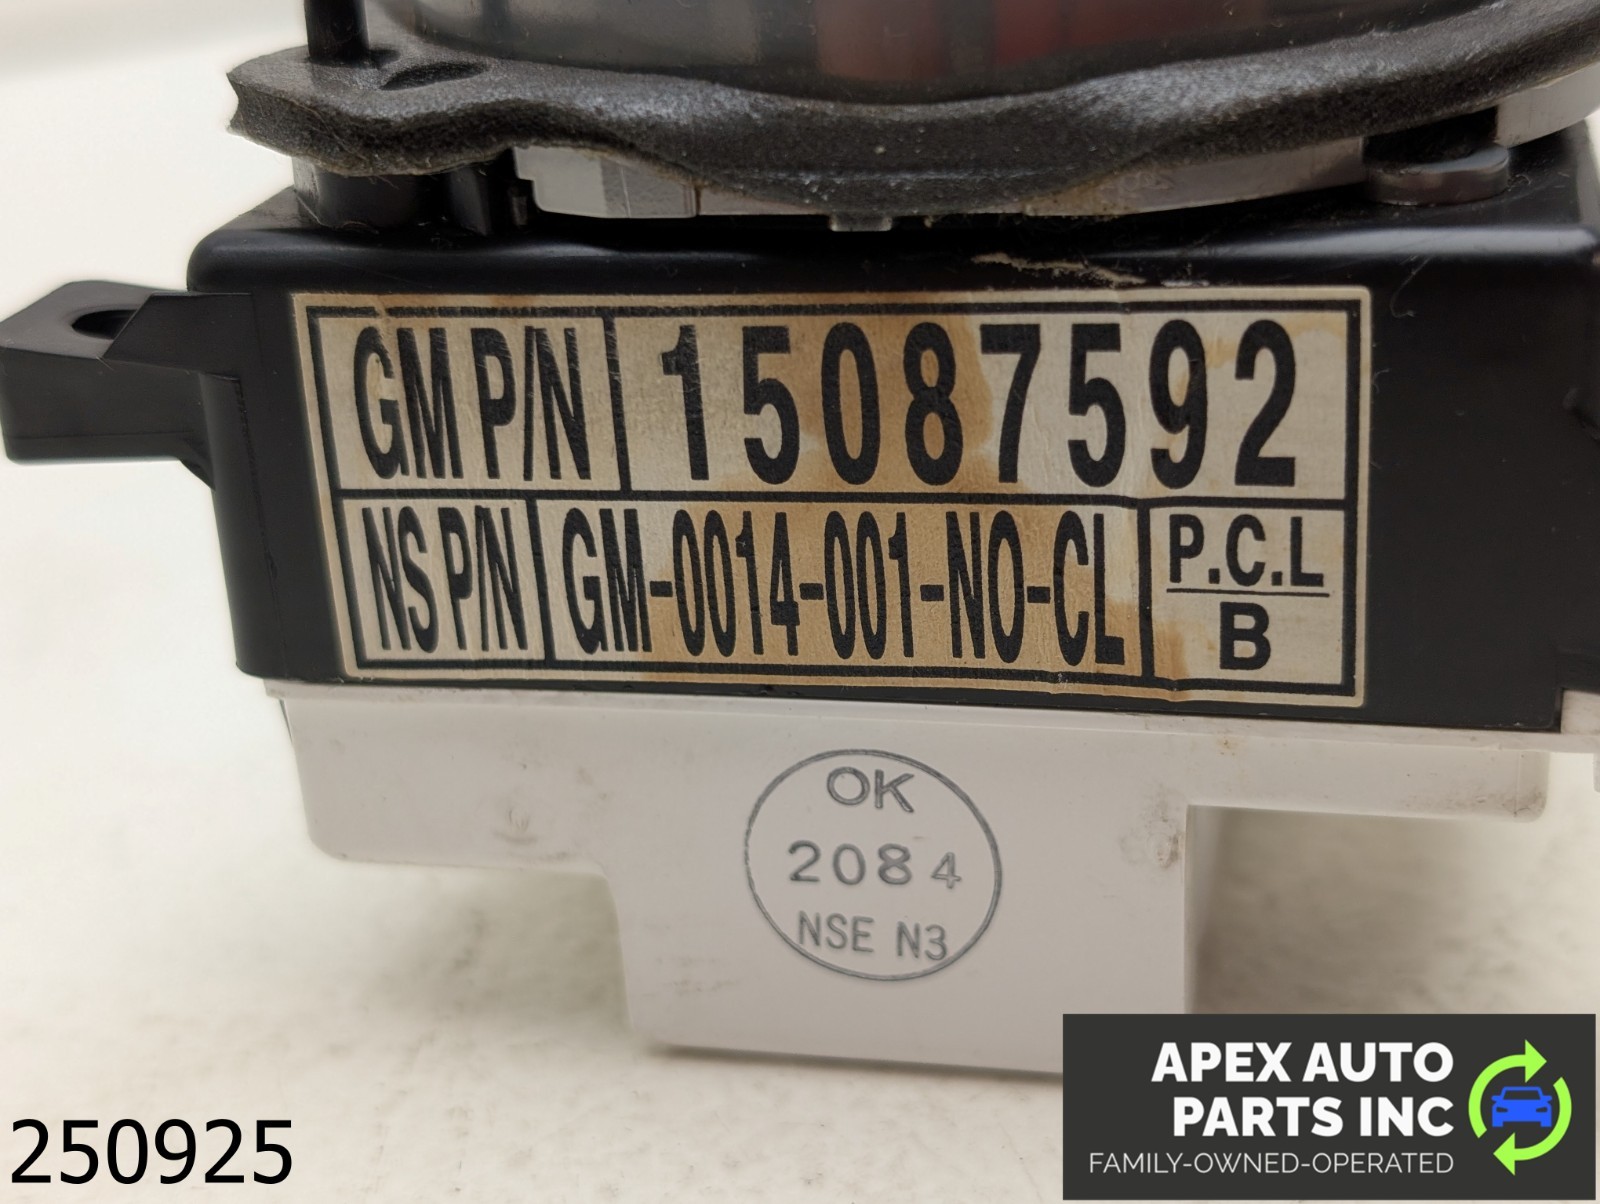 GM P/N 15087592
NS P/N GM-0014-001-NO-CL P.C.L
B
OK
2084
NSE N3
APEX AUTO
PARTS INC
FAMILY-OWNED-OPERATED
250925